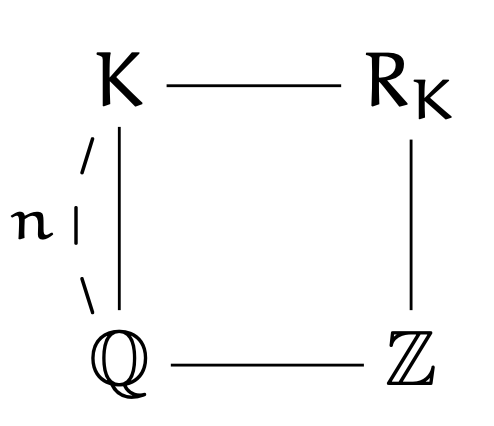 K R_K
n
ℚ ℤ